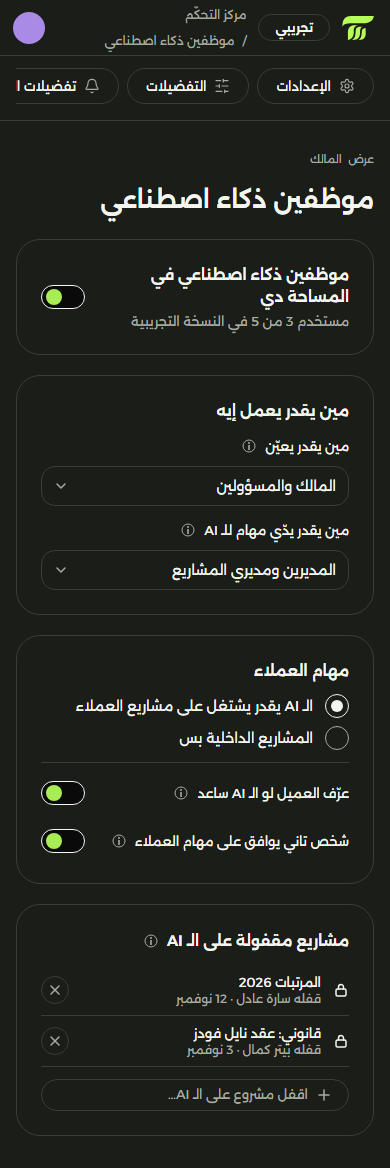 تجريبي
مركز التحكّم
/ موظفين ذكاء اصطناعي
الإعدادات
التفضيلات
تفضيلات ا
عرض المالك
موظفين ذكاء اصطناعي
موظفين ذكاء اصطناعي في
المساحة دي
مستخدم 3 من 5 في النسخة التجريبية
مين يقدر يعمل إيه
مين يقدر يعيّن
المالك والمسؤولين
مين يقدر يدّي مهام للـ AI
المديرين ومديري المشاريع
مهام العملاء
الـ AI يقدر يشتغل على مشاريع العملاء
المشاريع الداخلية بس
عرّف العميل لو الـ AI ساعد
شخص تاني يوافق على مهام العملاء
مشاريع مقفولة على الـ AI
المرتبات 2026
قفله سارة عادل · 12 نوفمبر
قانوني: عقد نايل فودز
قفله بيتر كمال · 3 نوفمبر
اقفل مشروع على الـ AI...